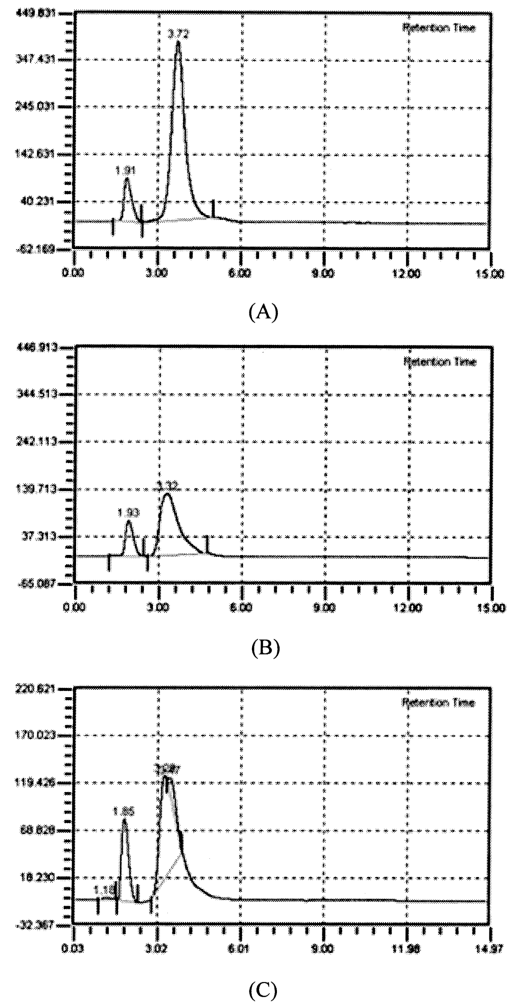 449.831
Retention Time
3.72
347.431
245.031
142.631
1.91
40.231
-62.169
0.00 3.00 6.00 9.00 12.00 15.00
(A)
446.913
Retention Time
344.513
242.113
139.713
3.32
1.93
37.313
-65.087
0.00 3.00 6.00 9.00 12.00 15.00
(B)
220.621
Retention Time
170.023
119.426
1.85
68.828
18.230
1.18
-32.367
0.03 3.02 6.01 9.00 11.98 14.97
(C)